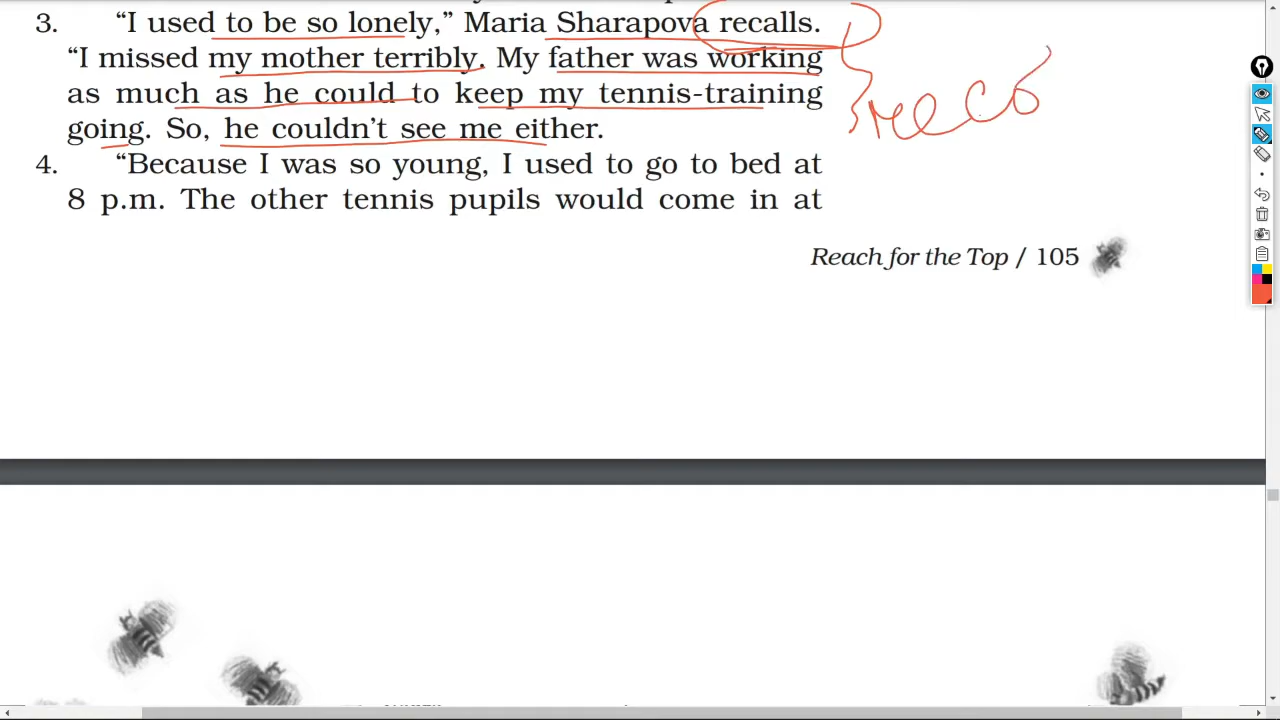 3. “I used to be so lonely,” Maria Sharapova recalls.
“I missed my mother terribly. My father was working
as much as he could to keep my tennis-training
going. So, he couldn’t see me either.
4. “Because I was so young, I used to go to bed at
8 p.m. The other tennis pupils would come in at
Reach for the Top / 105